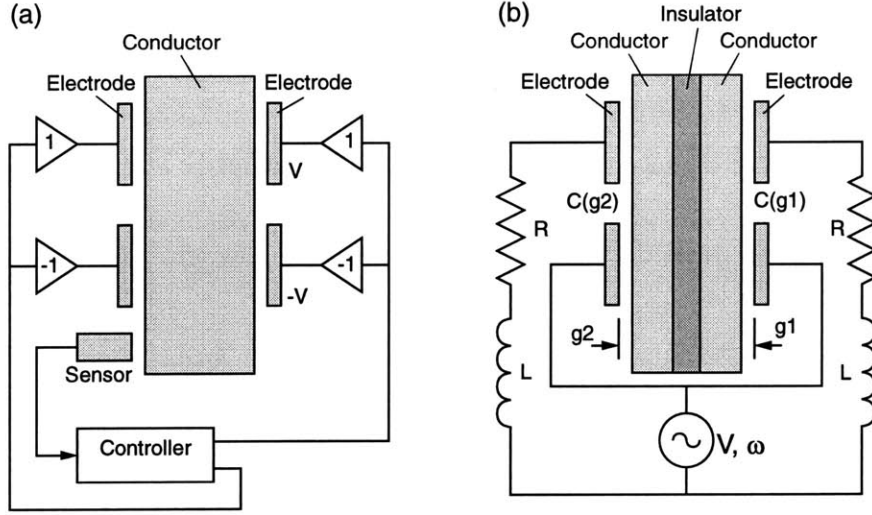 (a)
Conductor
Electrode
Electrode
1
1
V
-1
-1
-V
Sensor
Controller
(b)
Insulator
Conductor
Conductor
Electrode
Electrode
C(g2)
C(g1)
R
R
g2
g1
L
L
V, ω